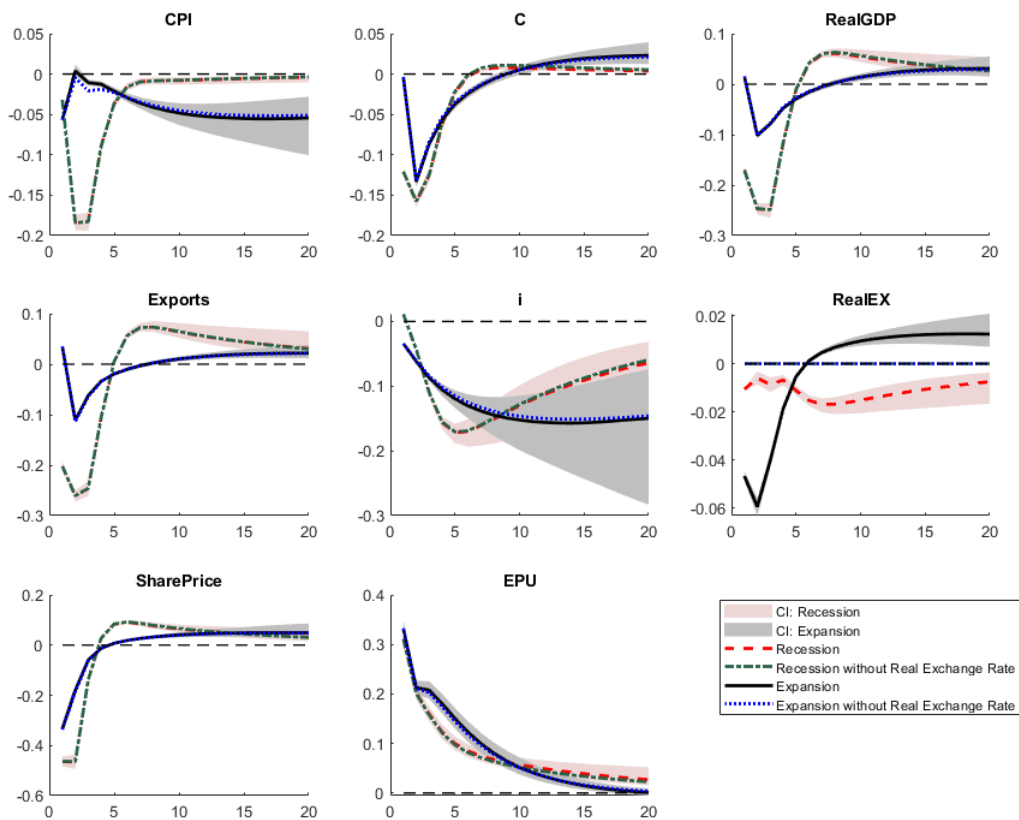 CPI
0.05
0
-0.05
-0.1
-0.15
-0.2
0 5 10 15 20
C
0.05
0
-0.05
-0.1
-0.15
-0.2
0 5 10 15 20
RealGDP
0.1
0
-0.1
-0.2
-0.3
0 5 10 15 20
Exports
0.1
0
-0.1
-0.2
-0.3
0 5 10 15 20
i
0
-0.1
-0.2
-0.3
0 5 10 15 20
RealEX
0.02
0
-0.02
-0.04
-0.06
0 5 10 15 20
SharePrice
0.2
0
-0.2
-0.4
-0.6
0 5 10 15 20
EPU
0.4
0.3
0.2
0.1
0
0 5 10 15 20
CI: Recession
CI: Expansion
Recession
Recession without Real Exchange Rate
Expansion
Expansion without Real Exchange Rate